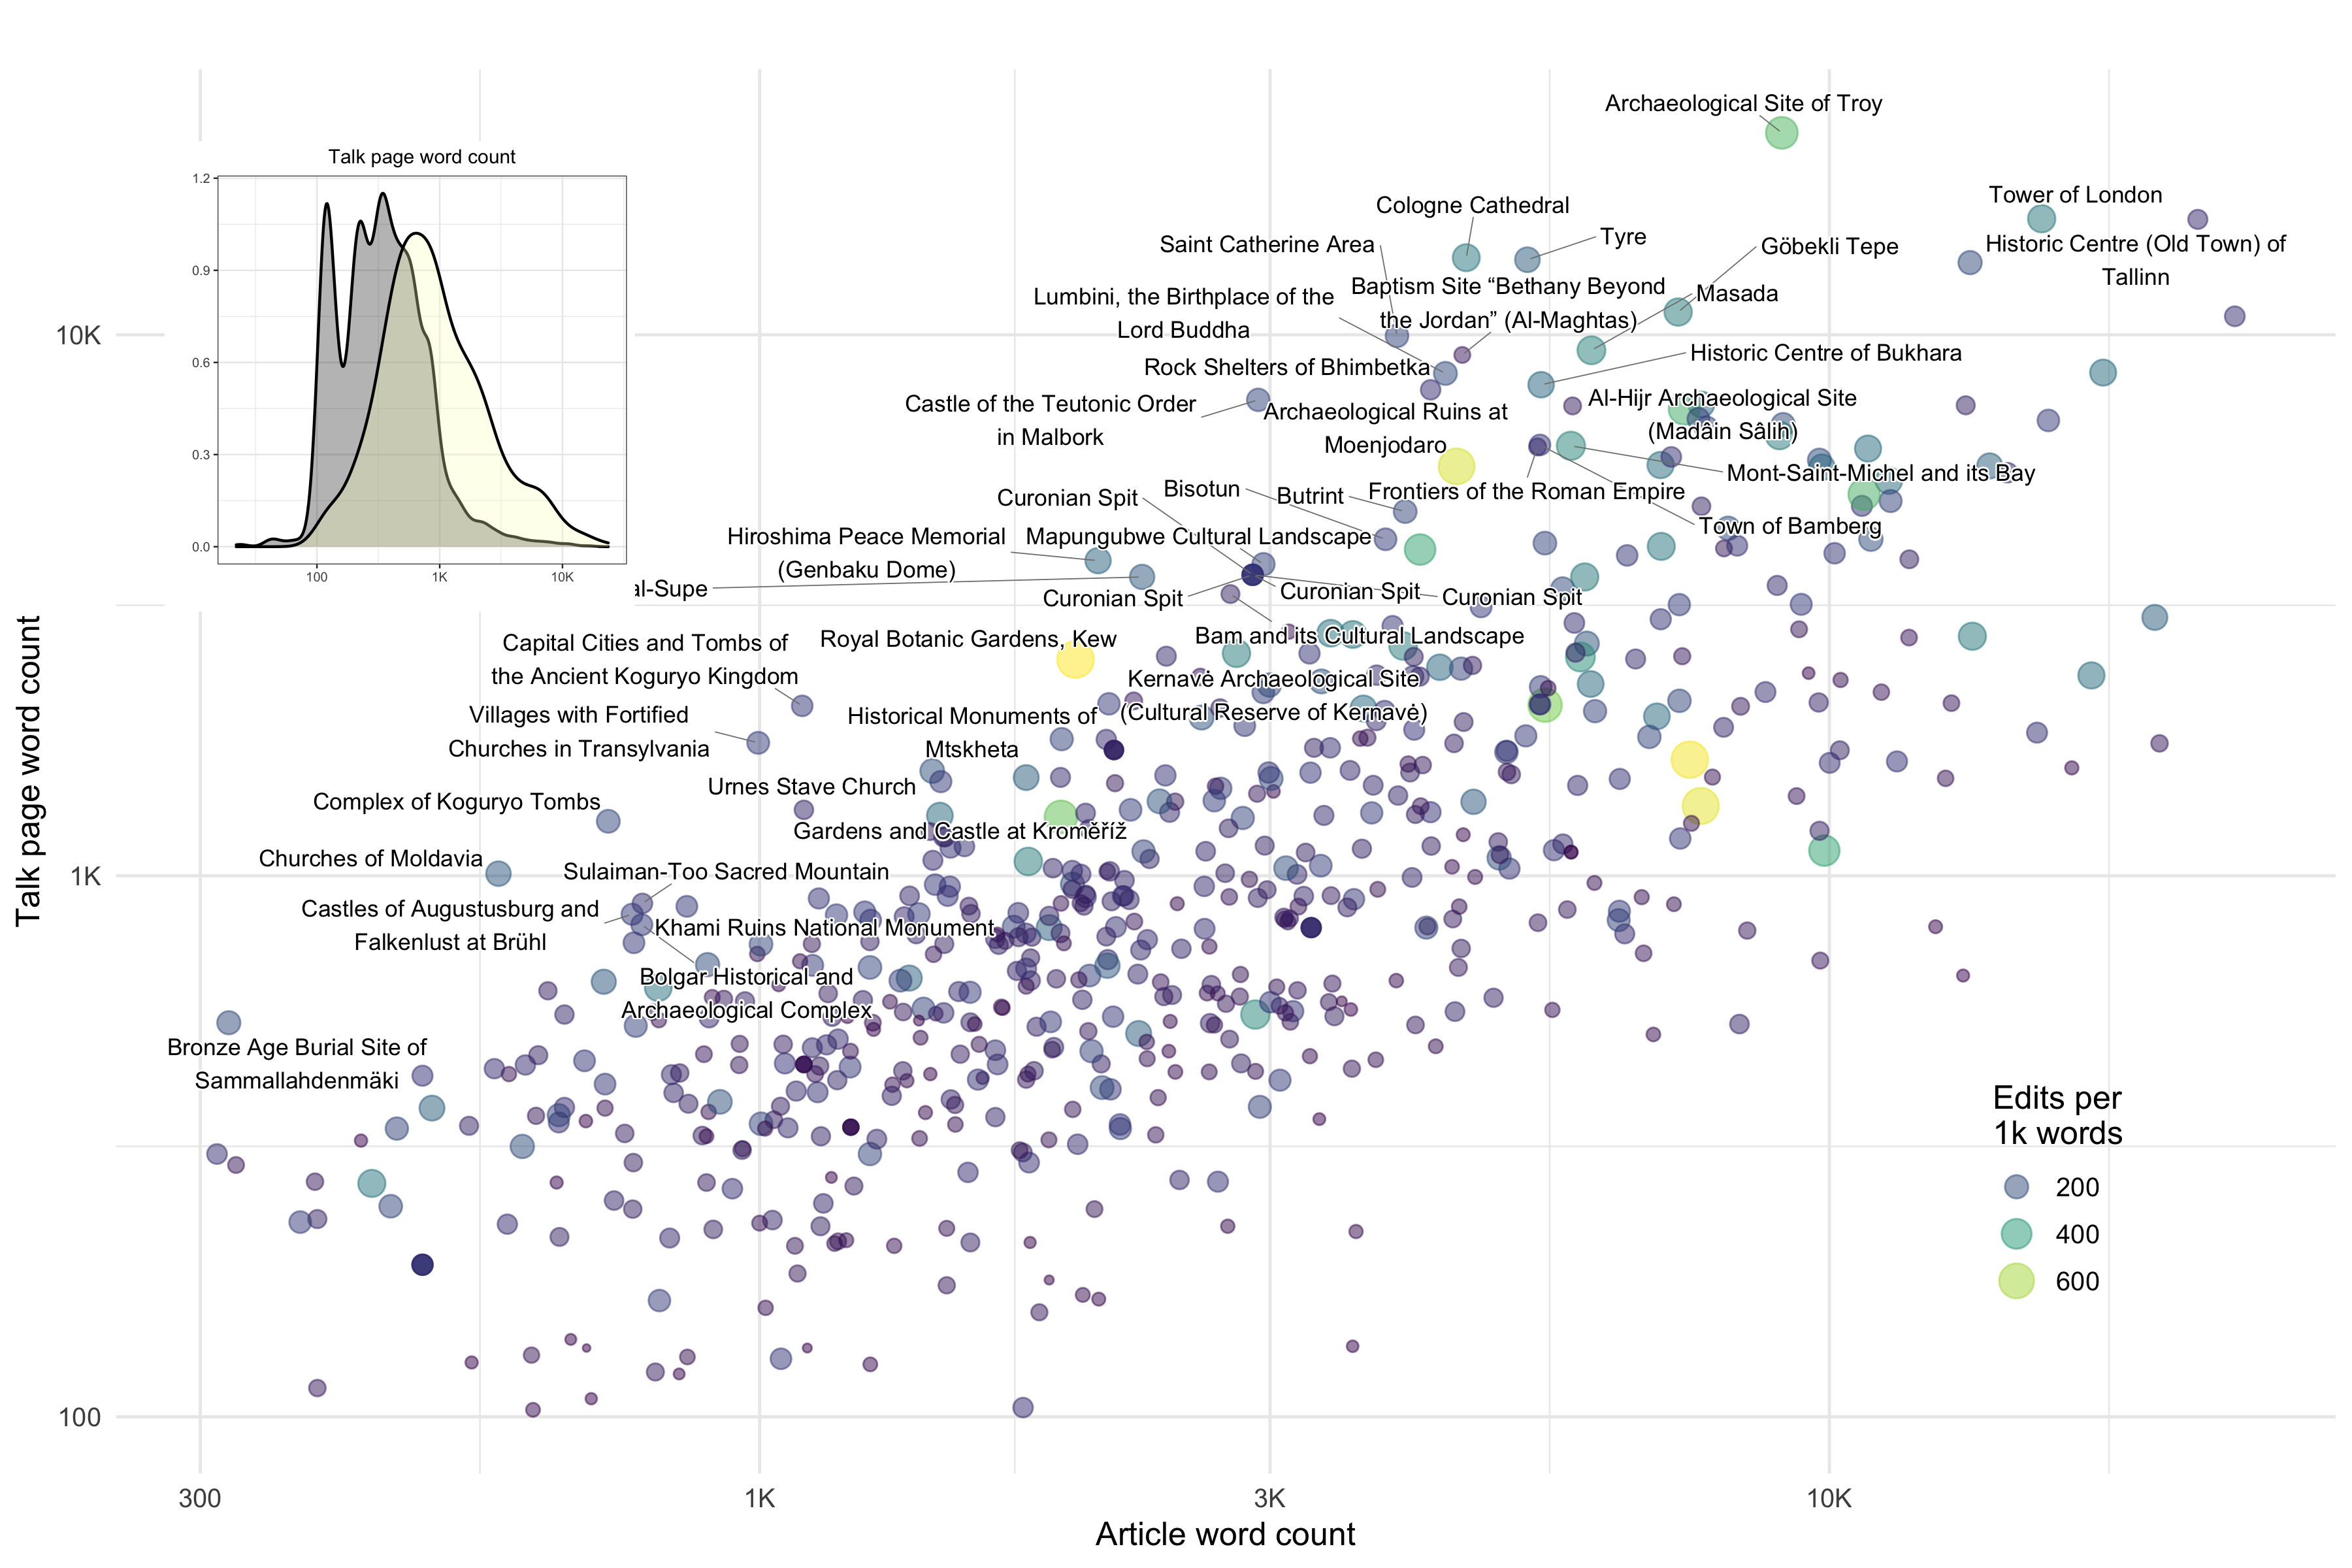 Archaeological Site of Troy
Talk page word count
1.2
0.9
0.6
0.3
0.0
100
1K
10K
Tower of London
Cologne Cathedral
Tyre
Saint Catherine Area
Göbekli Tepe
Historic Centre (Old Town) of
Tallinn
Baptism Site “Bethany Beyond
the Jordan” (Al-Maghtas)
Masada
Lumbini, the Birthplace of the
Lord Buddha
10K
Historic Centre of Bukhara
Rock Shelters of Bhimbetka
Castle of the Teutonic Order
in Malbork
Al-Hijr Archaeological Site
(Madâin Sâlih)
Archaeological Ruins at
Moenjodaro
Mont-Saint-Michel and its Bay
Bisotun
Butrint
Frontiers of the Roman Empire
Curonian Spit
Town of Bamberg
Hiroshima Peace Memorial
(Genbaku Dome)
Mapungubwe Cultural Landscape
al-Supe
Curonian Spit
Curonian Spit
Curonian Spit
Bam and its Cultural Landscape
Royal Botanic Gardens, Kew
Capital Cities and Tombs of
the Ancient Koguryo Kingdom
Kernavė Archaeological Site
(Cultural Reserve of Kernavė)
Villages with Fortified
Churches in Transylvania
Historical Monuments of
Mtskheta
Urnes Stave Church
Complex of Koguryo Tombs
Gardens and Castle at Kroměříž
Churches of Moldavia
1K
Sulaiman-Too Sacred Mountain
Castles of Augustusburg and
Falkenlust at Brühl
Khami Ruins National Monument
Bolgar Historical and
Archaeological Complex
Bronze Age Burial Site of
Sammallahdenmäki
100
Talk page word count
Edits per
1k words
200
400
600
300
1K
3K
10K
Article word count